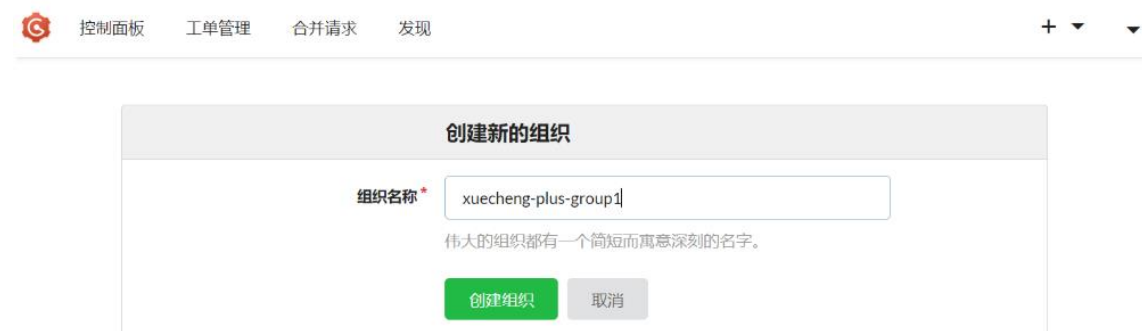 控制面板 工单管理 合并请求 发现
创建新的组织
组织名称* xuecheng-plus-group1
伟大的组织都有一个简短而寓意深刻的名字。
创建组织 取消